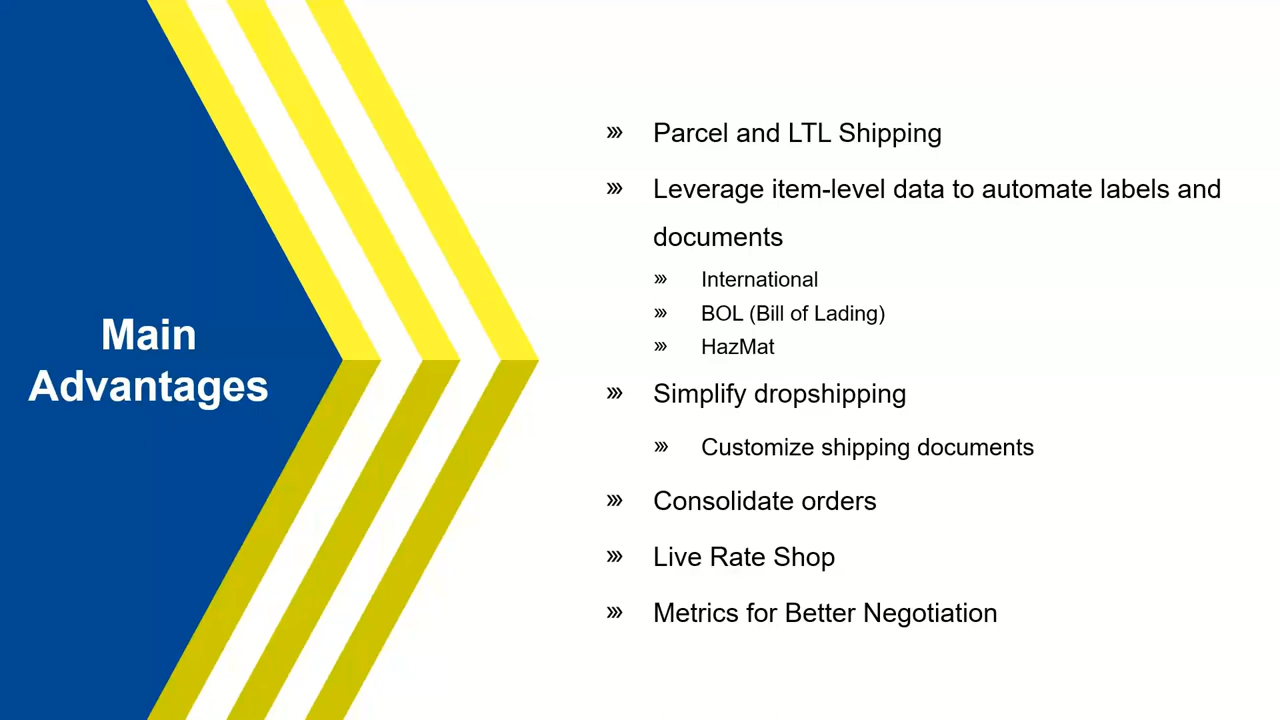 Main
Advantages
Parcel and LTL Shipping
Leverage item-level data to automate labels and
documents
International
BOL (Bill of Lading)
HazMat
Simplify dropshipping
Customize shipping documents
Consolidate orders
Live Rate Shop
Metrics for Better Negotiation